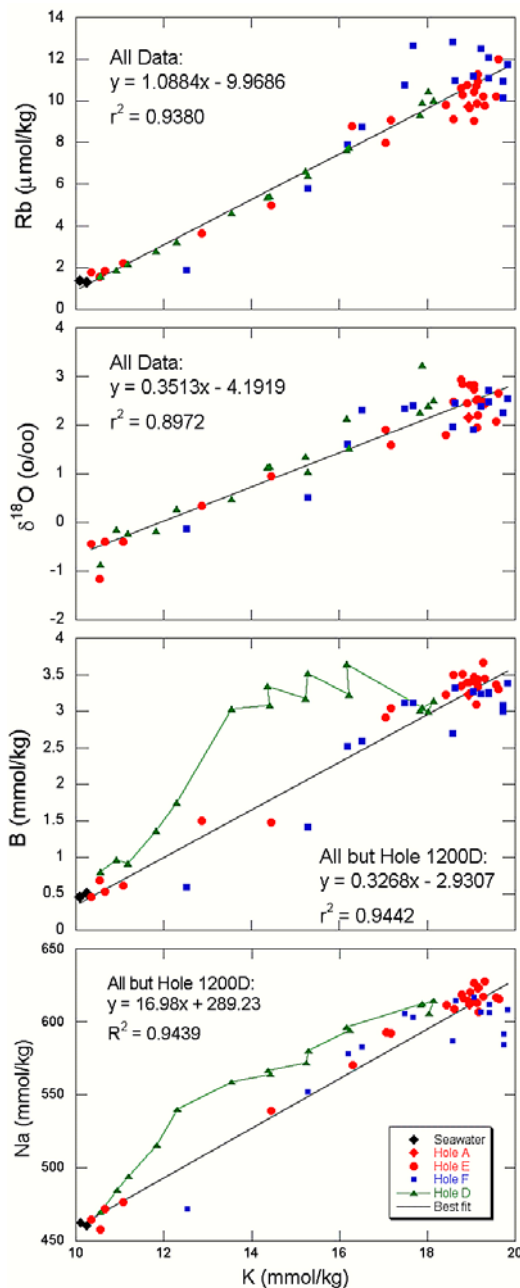 14
12
10
8
6
4
2
0
Rb (μmol/kg)
All Data:
y = 1.0884x - 9.9686
r² = 0.9380
4
3
2
1
0
-1
-2
δ¹⁸O (o/oo)
All Data:
y = 0.3513x - 4.1919
r² = 0.8972
4
3.5
3
2.5
2
1.5
1
0.5
0
B (mmol/kg)
All but Hole 1200D:
y = 0.3268x - 2.9307
r² = 0.9442
650
600
550
500
450
Na (mmol/kg)
All but Hole 1200D:
y = 16.98x + 289.23
R² = 0.9439
Seawater
Hole A
Hole E
Hole F
Hole D
Best fit
10 12 14 16 18 20
K (mmol/kg)